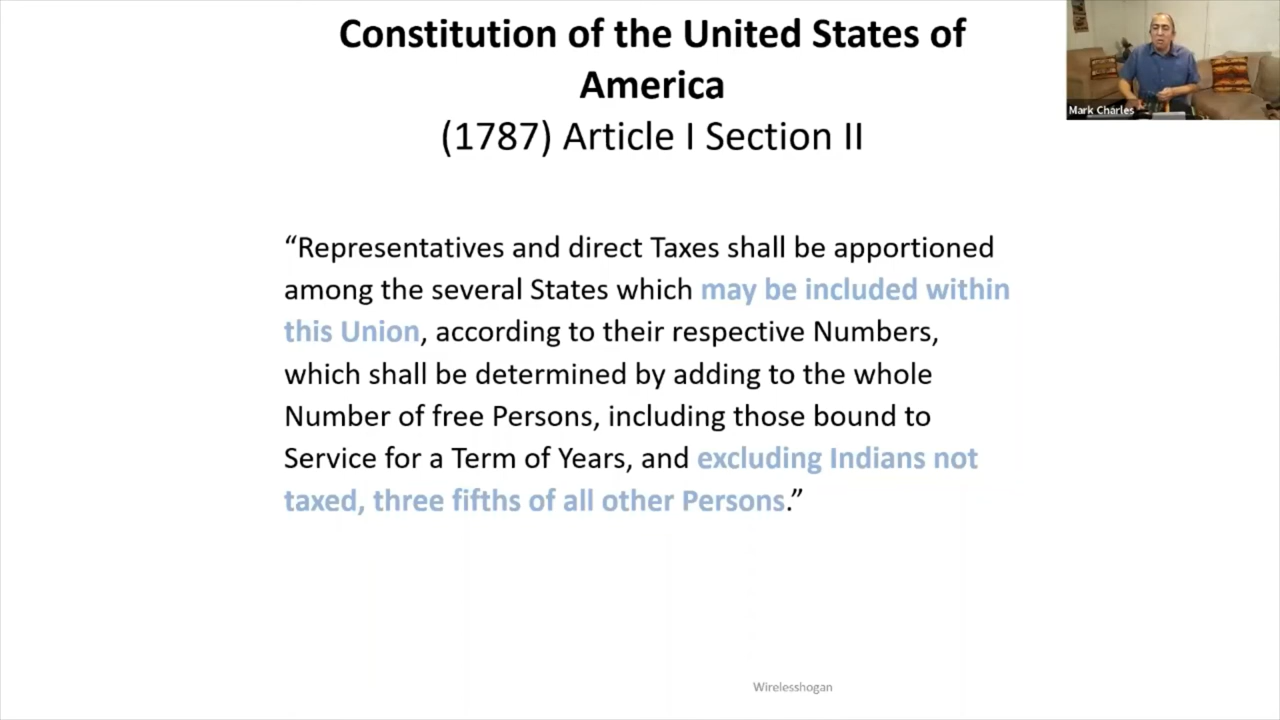 Constitution of the United States of
America
(1787) Article I Section II
“Representatives and direct Taxes shall be apportioned
among the several States which may be included within
this Union, according to their respective Numbers,
which shall be determined by adding to the whole
Number of free Persons, including those bound to
Service for a Term of Years, and excluding Indians not
taxed, three fifths of all other Persons.”
Wirelesshogan
Mark Charles